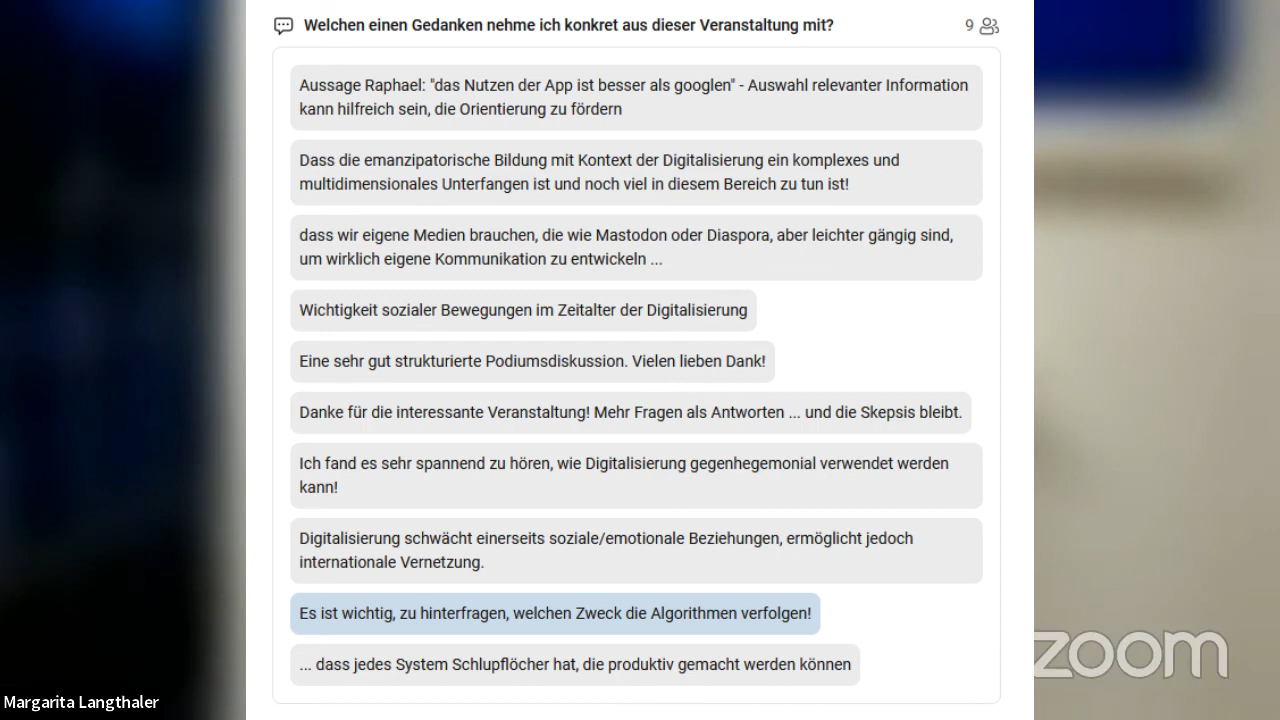 Welchen einen Gedanken nehme ich konkret aus dieser Veranstaltung mit?
9
Aussage Raphael: "das Nutzen der App ist besser als googlen" - Auswahl relevanter Information
kann hilfreich sein, die Orientierung zu fördern
Dass die emanzipatorische Bildung mit Kontext der Digitalisierung ein komplexes und
multidimensionales Unterfangen ist und noch viel in diesem Bereich zu tun ist!
dass wir eigene Medien brauchen, die wie Mastodon oder Diaspora, aber leichter gängig sind,
um wirklich eigene Kommunikation zu entwickeln ...
Wichtigkeit sozialer Bewegungen im Zeitalter der Digitalisierung
Eine sehr gut strukturierte Podiumsdiskussion. Vielen lieben Dank!
Danke für die interessante Veranstaltung! Mehr Fragen als Antworten ... und die Skepsis bleibt.
Ich fand es sehr spannend zu hören, wie Digitalisierung gegenhegemonial verwendet werden
kann!
Digitalisierung schwächt einerseits soziale/emotionale Beziehungen, ermöglicht jedoch
internationale Vernetzung.
Es ist wichtig, zu hinterfragen, welchen Zweck die Algorithmen verfolgen!
... dass jedes System Schlupflöcher hat, die produktiv gemacht werden können
zoom
Margarita Langthaler